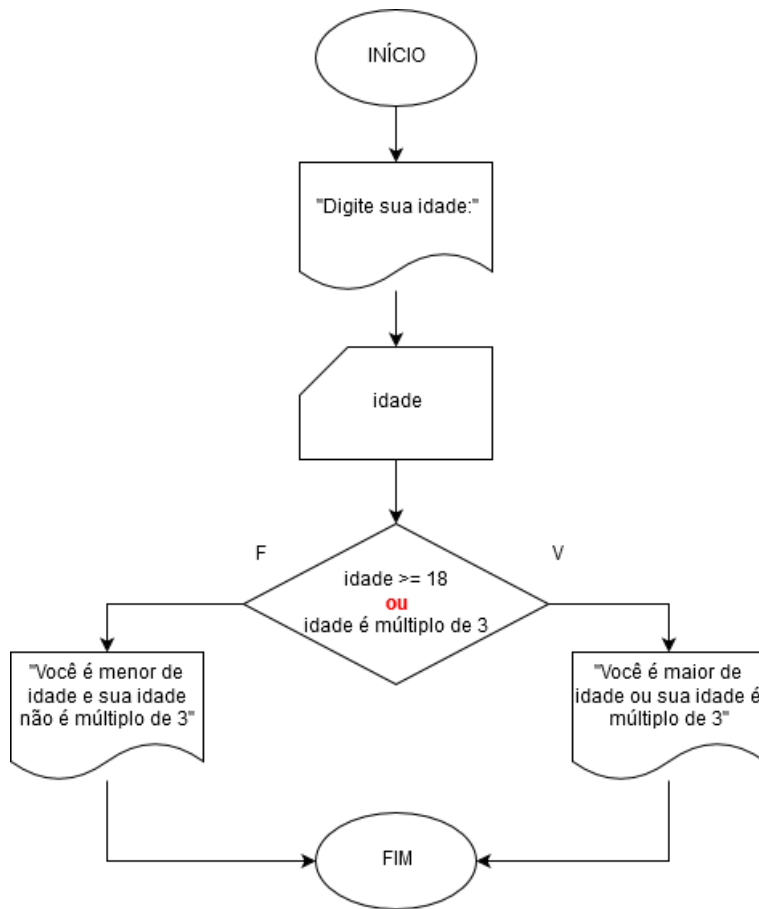 INÍCIO
"Digite sua idade:"
idade
F
V
idade >= 18
ou
idade é múltiplo de 3
"Você é menor de
idade e sua idade
não é múltiplo de 3"
"Você é maior de
idade ou sua idade é
múltiplo de 3"
FIM